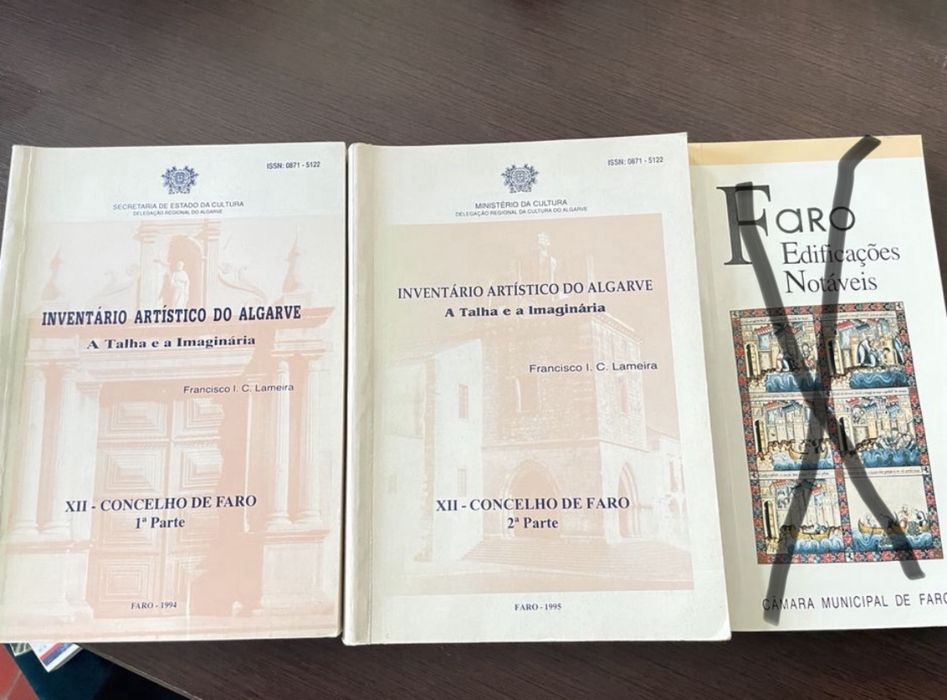 ISSN: 0871 - 5122
SECRETARIA DE ESTADO DA CULTURA
DELEGAÇÃO REGIONAL DO ALGARVE
INVENTÁRIO ARTÍSTICO DO ALGARVE
A Talha e a Imaginária
Francisco I. C. Lameira
XII - CONCELHO DE FARO
1ª Parte
FARO - 1994
ISSN: 0871 - 5122
MINISTÉRIO DA CULTURA
DELEGAÇÃO REGIONAL DA CULTURA DO ALGARVE
INVENTÁRIO ARTÍSTICO DO ALGARVE
A Talha e a Imaginária
Francisco I. C. Lameira
XII - CONCELHO DE FARO
2ª Parte
FARO - 1995
FARO
Edificações
Notáveis
CÂMARA MUNICIPAL DE FARO